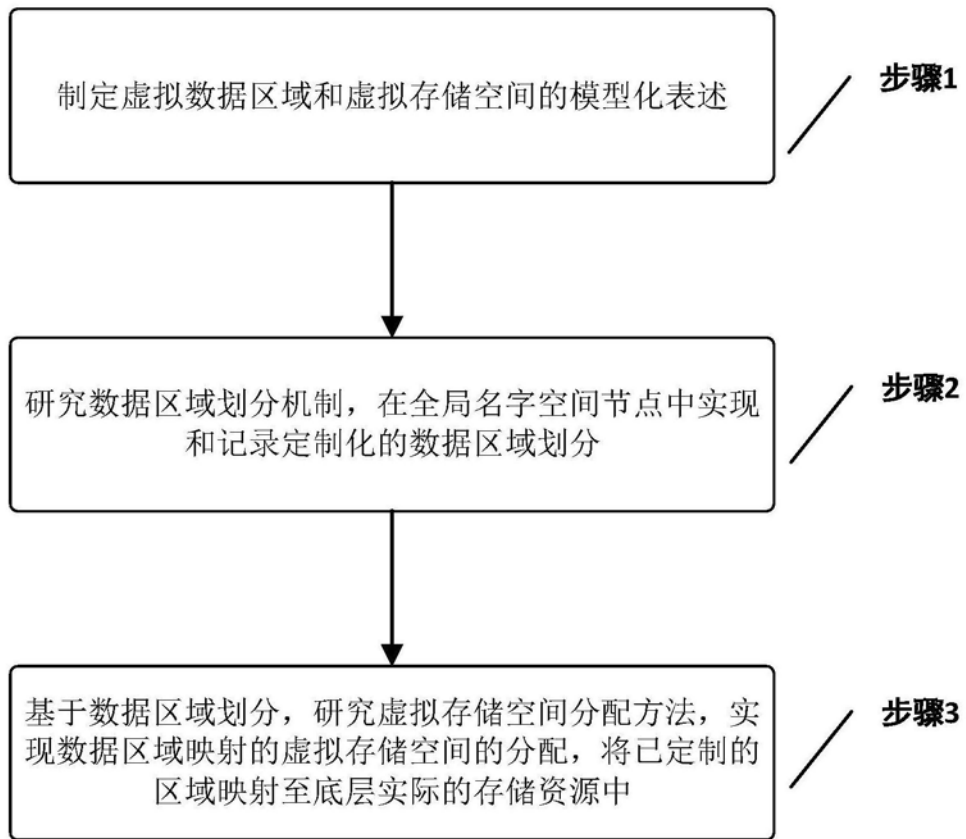 制定虚拟数据区域和虚拟存储空间的模型化表述
步骤1
研究数据区域划分机制，在全局名字空间节点中实现
和记录定制化的数据区域划分
步骤2
基于数据区域划分，研究虚拟存储空间分配方法，实
现数据区域映射的虚拟存储空间的分配，将已定制的
区域映射至底层实际的存储资源中
步骤3